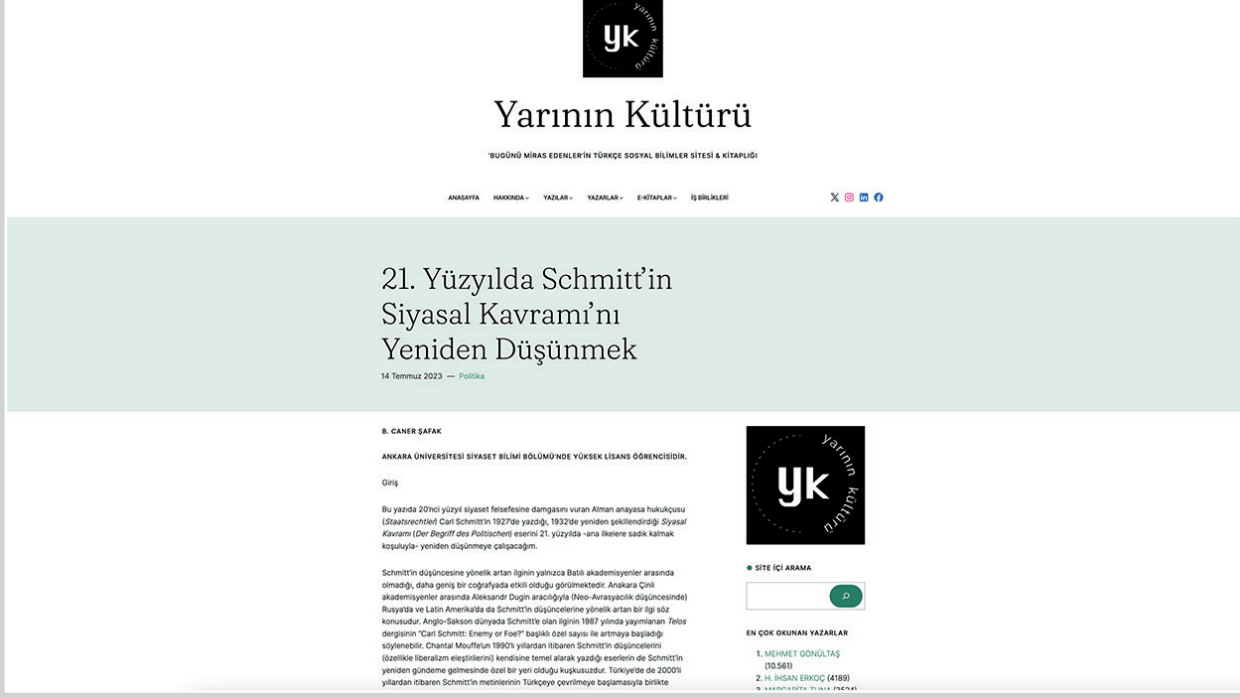 yk
yarının kültürü
Yarının Kültürü
'BUGÜNÜ MİRAS EDENLER'İN TÜRKÇE SOSYAL BİLİMLER SİTESİ & KİTAPLIĞI
ANASAYFA HAKKINDA YAZILAR YAZARLAR E-KİTAPLAR İŞ BİRLİKLERİ
21. Yüzyılda Schmitt'in
Siyasal Kavramı'nı
Yeniden Düşünmek
14 Temmuz 2023 — Politika
B. CANER ŞAFAK
ANKARA ÜNİVERSİTESİ SİYASET BİLİMİ BÖLÜMÜ'NDE YÜKSEK LİSANS ÖĞRENCİSİDİR.
Giriş
Bu yazıda 20'nci yüzyıl siyaset felsefesine damgasını vuran Alman anayasa hukukçusu
(Staatsrechtler) Carl Schmitt'in 1927'de yazdığı, 1932'de yeniden şekillendirdiği Siyasal
Kavramı (Der Begriff des Politischen) eserini 21. yüzyılda -ana ilkelere sadık kalmak
koşuluyla- yeniden düşünmeye çalışacağım.
Schmitt'in düşüncesine yönelik artan ilginin yalnızca Batılı akademisyenler arasında
olmadığı, daha geniş bir coğrafyada etkili olduğu görülmektedir. Anakara Çinli
akademisyenler arasında Aleksandr Dugin aracılığıyla (Neo-Avrasyacılık düşüncesinde)
Rusya'da ve Latin Amerika'da da Schmitt'in düşüncelerine yönelik artan bir ilgi söz
konusudur. Anglo-Sakson dünyada Schmitt'e olan ilginin 1987 yılında yayımlanan Telos
dergisinin "Carl Schmitt: Enemy or Foe?" başlıklı özel sayısı ile artmaya başladığı
söylenebilir. Chantal Mouffe'un 1990'lı yıllardan itibaren Schmitt'in düşüncelerini
(özellikle liberalizm eleştirilerini) kendisine temel alarak yazdığı eserlerin de Schmitt'in
yeniden gündeme gelmesinde özel bir yeri olduğu kuşkusuzdur. Türkiye'de de 2000'li
yıllardan itibaren Schmitt'in metinlerinin Türkçeye çevrilmeye başlamasıyla birlikte
yk
yarının kültürü
SİTE İÇİ ARAMA
EN ÇOK OKUNAN YAZARLAR
1. MEHMET GÖNÜLTAŞ
(10.561)
2. H. İHSAN ERKOÇ (4189)
3. MARGARİTA TUNA (3524)